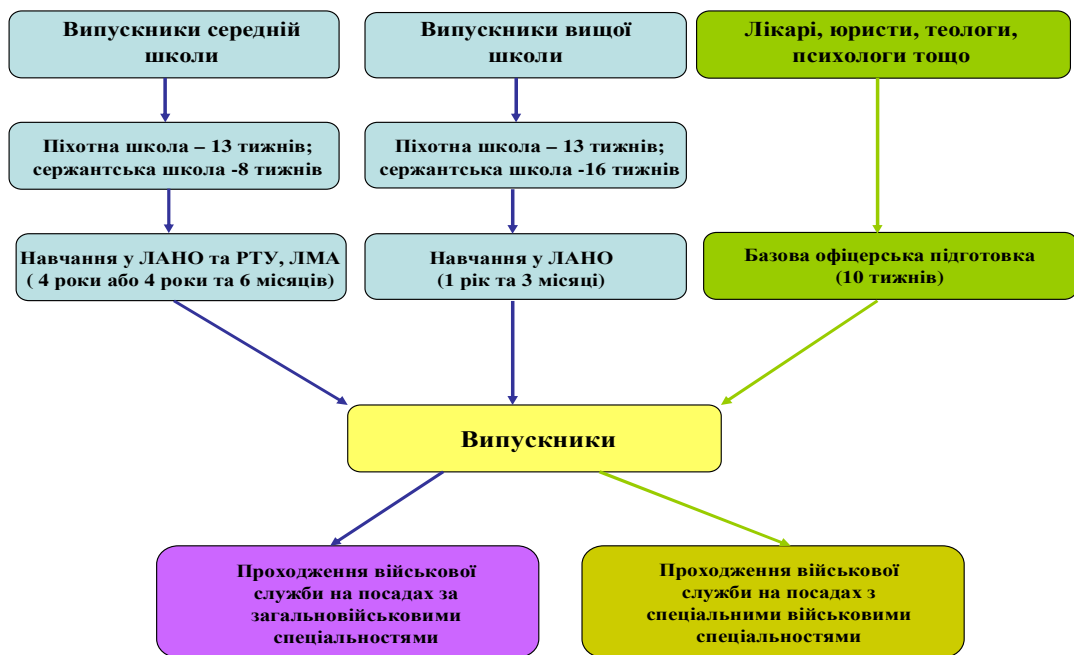 Випускники середній
школи
Випускники вищої
школи
Лікарі, юристи, теологи,
психологи тощо
Піхотна школа – 13 тижнів;
сержантська школа -8 тижнів
Піхотна школа – 13 тижнів;
сержантська школа -16 тижнів
Навчання у ЛАНО та РТУ, ЛМА
( 4 роки або 4 роки та 6 місяців)
Навчання у ЛАНО
(1 рік та 3 місяці)
Базова офіцерська підготовка
(10 тижнів)
Випускники
Проходження військової
служби на посадах за
загальновійськовими
спеціальностями
Проходження військової
служби на посадах з
спеціальними військовими
спеціальностями